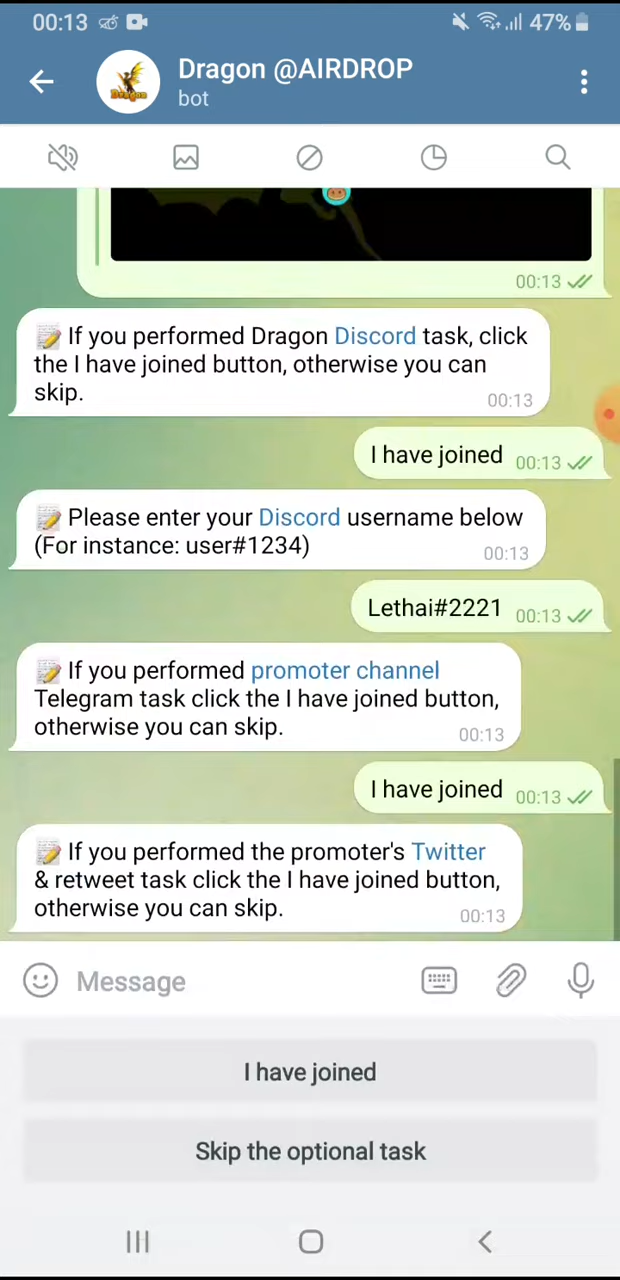 00:13
47%
Dragon @AIRDROP
bot
00:13
If you performed Dragon Discord task, click
the I have joined button, otherwise you can
skip.
00:13
I have joined
00:13
Please enter your Discord username below
(For instance: user#1234)
00:13
Lethai#2221
00:13
If you performed promoter channel
Telegram task click the I have joined button,
otherwise you can skip.
00:13
I have joined
00:13
If you performed the promoter's Twitter
& retweet task click the I have joined button,
otherwise you can skip.
00:13
Message
I have joined
Skip the optional task